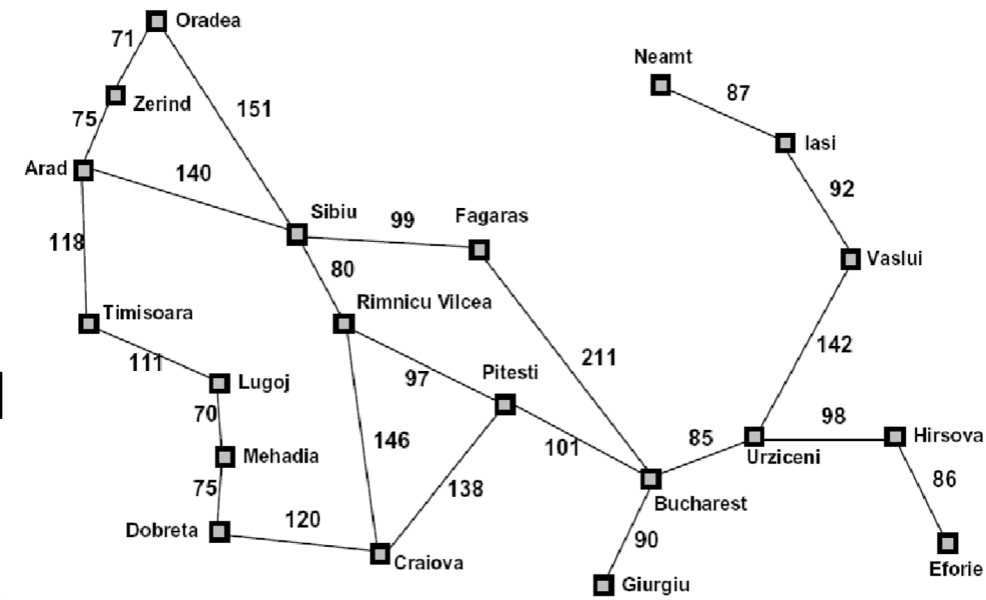 Oradea
71
Neamt
87
Zerind
151
75
Iasi
Arad
140
92
Sibiu
99
Fagaras
118
80
Vaslui
Rimnicu Vilcea
Timisoara
111
211
142
97
Pitesti
Lugoj
70
98
146
101
85
Hirsova
Mehadia
Urziceni
75
138
86
Bucharest
Dobreta
120
90
Craiova
Eforie
Giurgiu